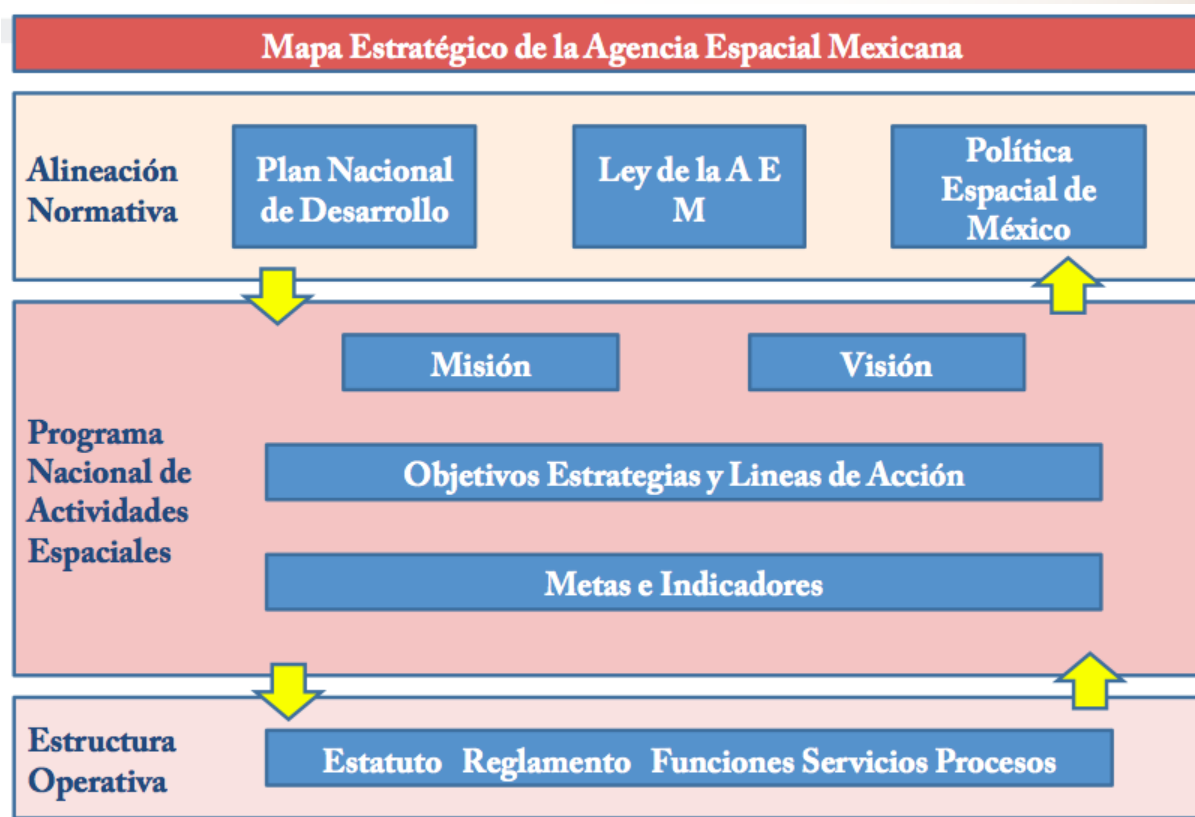 Mapa Estratégico de la Agencia Espacial Mexicana
Alineación
Normativa
Plan Nacional
de Desarrollo
Ley de la A E
M
Política
Espacial de
México
Misión
Visión
Programa
Nacional de
Actividades
Espaciales
Objetivos Estrategias y Lineas de Acción
Metas e Indicadores
Estructura
Operativa
Estatuto Reglamento Funciones Servicios Procesos